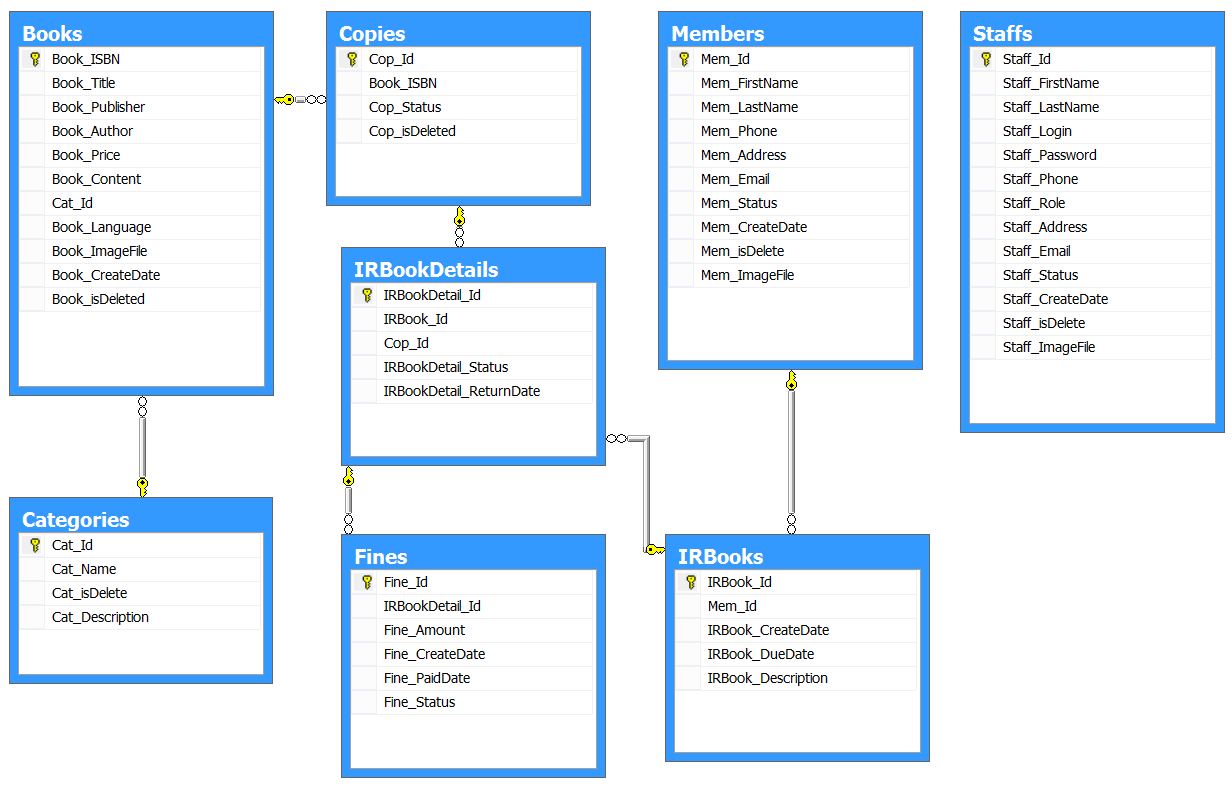 Books
Book_ISBN
Book_Title
Book_Publisher
Book_Author
Book_Price
Book_Content
Cat_Id
Book_Language
Book_ImageFile
Book_CreateDate
Book_isDeleted
Copies
Cop_Id
Book_ISBN
Cop_Status
Cop_isDeleted
Members
Mem_Id
Mem_FirstName
Mem_LastName
Mem_Phone
Mem_Address
Mem_Email
Mem_Status
Mem_CreateDate
Mem_isDelete
Mem_ImageFile
Staffs
Staff_Id
Staff_FirstName
Staff_LastName
Staff_Login
Staff_Password
Staff_Phone
Staff_Role
Staff_Address
Staff_Email
Staff_Status
Staff_CreateDate
Staff_isDelete
Staff_ImageFile
IRBookDetails
IRBookDetail_Id
IRBook_Id
Cop_Id
IRBookDetail_Status
IRBookDetail_ReturnDate
Categories
Cat_Id
Cat_Name
Cat_isDelete
Cat_Description
Fines
Fine_Id
IRBookDetail_Id
Fine_Amount
Fine_CreateDate
Fine_PaidDate
Fine_Status
IRBooks
IRBook_Id
Mem_Id
IRBook_CreateDate
IRBook_DueDate
IRBook_Description